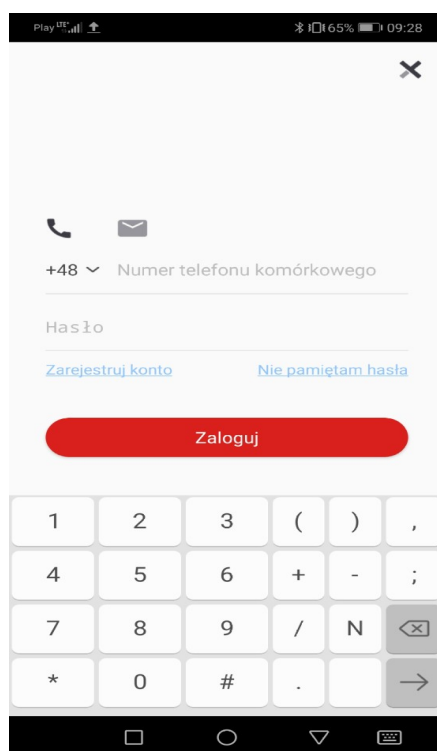 Play LTE+ 65% 09:28
+48 Numer telefonu komórkowego
Hasło
Zarejestruj konto Nie pamiętam hasła
Zaloguj
1 2 3 ( ) ,
4 5 6 + - ;
7 8 9 / N
* 0 # .